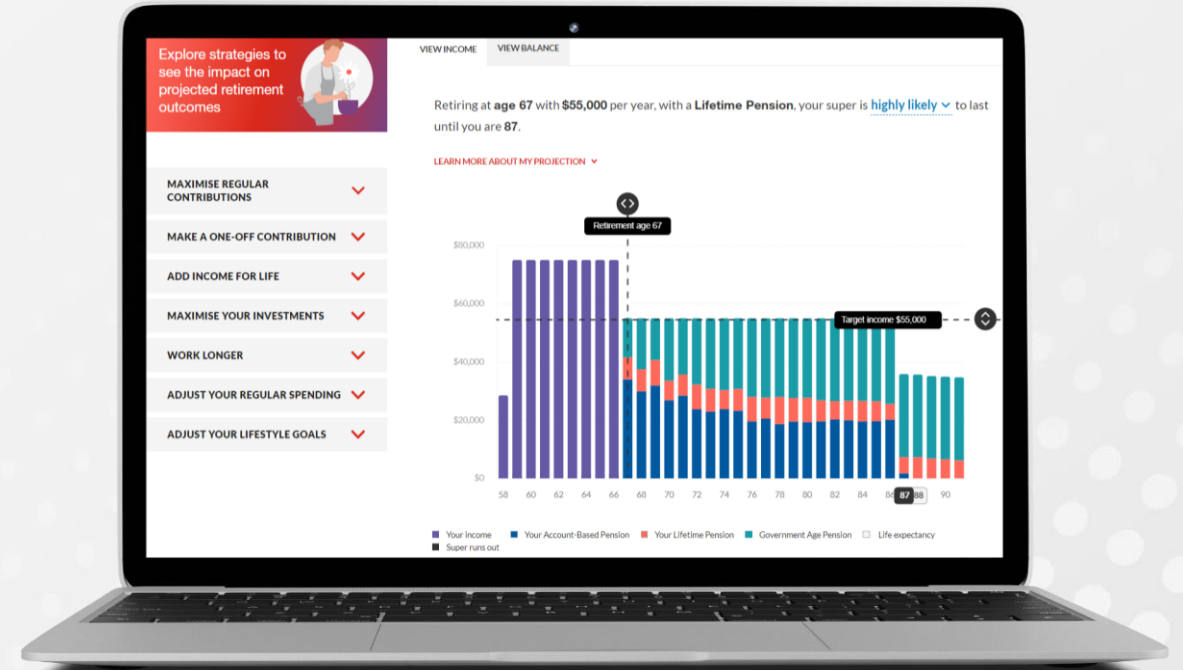 Explore strategies to
see the impact on
projected retirement
outcomes
MAXIMISE REGULAR
CONTRIBUTIONS
MAKE A ONE-OFF CONTRIBUTION
ADD INCOME FOR LIFE
MAXIMISE YOUR INVESTMENTS
WORK LONGER
ADJUST YOUR REGULAR SPENDING
ADJUST YOUR LIFESTYLE GOALS
VIEW INCOME
VIEW BALANCE
Retiring at age 67 with $55,000 per year, with a Lifetime Pension, your super is highly likely to last
until you are 87.
LEARN MORE ABOUT MY PROJECTION
Retirement age 67
$80,000
$60,000
Target income $55,000
$40,000
$20,000
$0
58 60 62 64 66 68 70 72 74 76 78 80 82 84 87 88 90
Your Income Your Account-Based Pension Your Lifetime Pension Government Age Pension Life expectancy
Super runs out